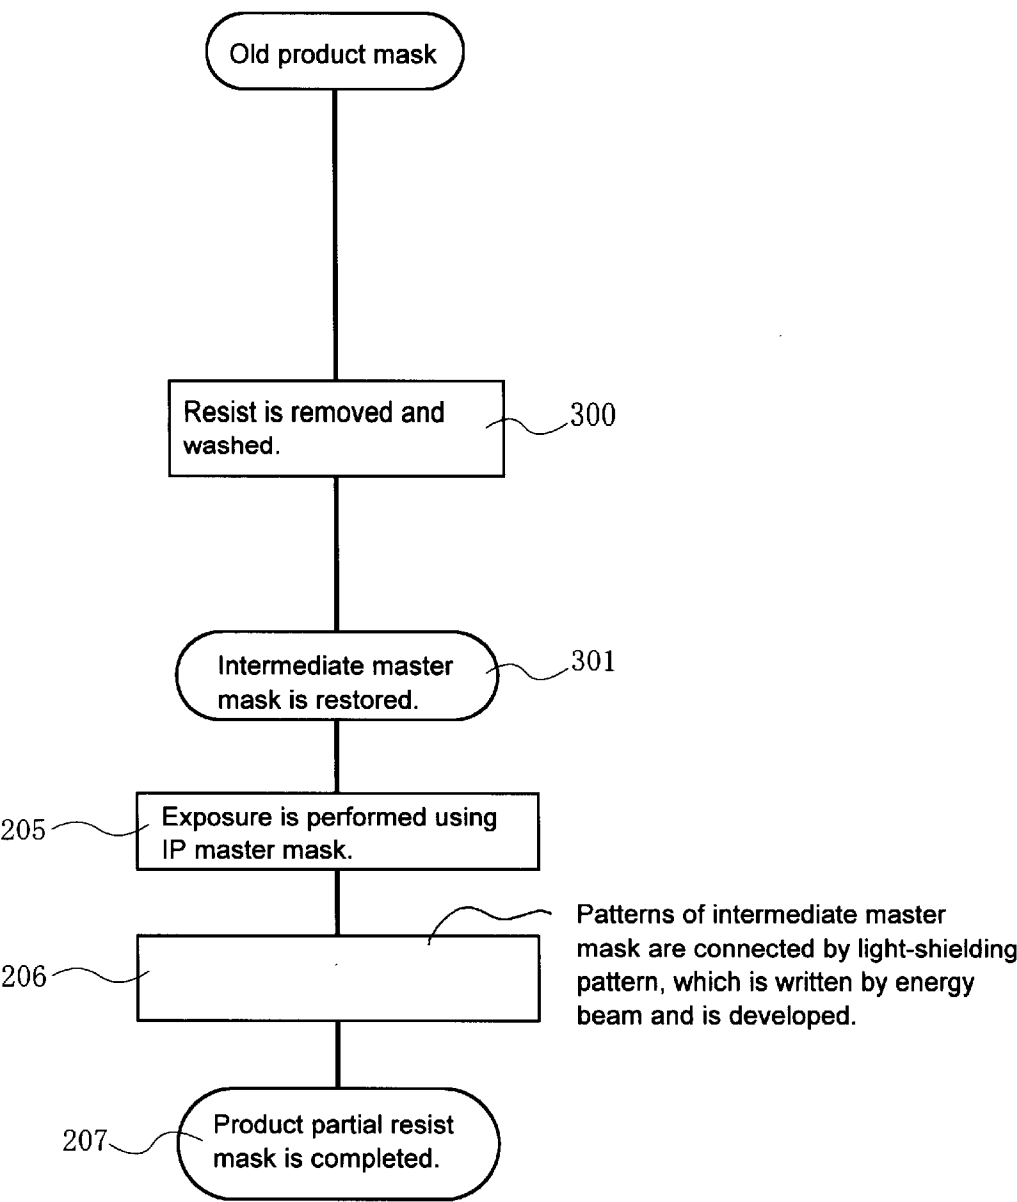 Old product mask
Resist is removed and
washed.
300
Intermediate master
mask is restored.
301
205
Exposure is performed using
IP master mask.
206
Patterns of intermediate master
mask are connected by light-shielding
pattern, which is written by energy
beam and is developed.
207
Product partial resist
mask is completed.